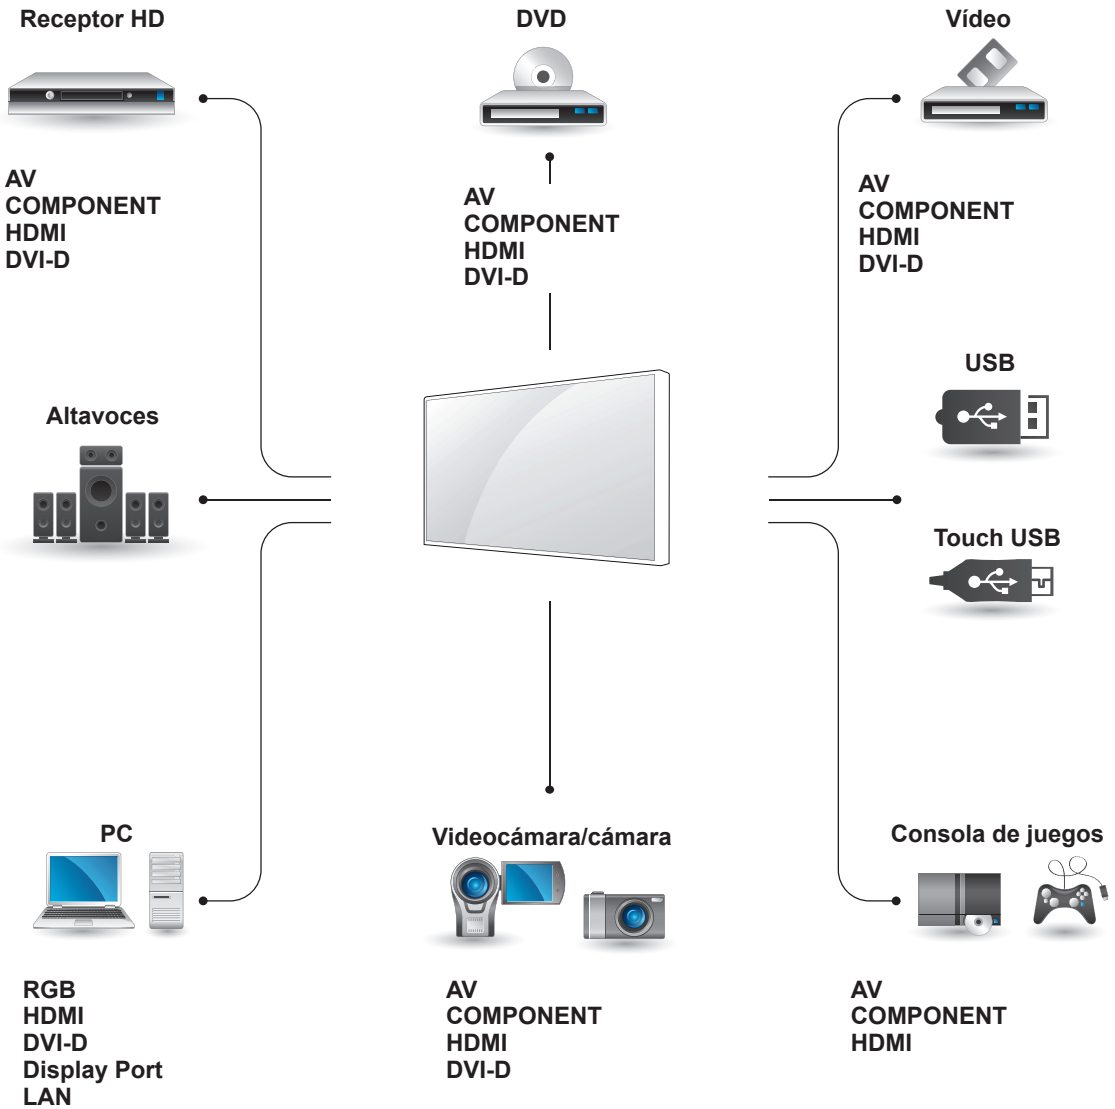 Receptor HD
AV
COMPONENT
HDMI
DVI-D
DVD
AV
COMPONENT
HDMI
DVI-D
Vídeo
AV
COMPONENT
HDMI
DVI-D
Altavoces
USB
Touch USB
PC
RGB
HDMI
DVI-D
Display Port
LAN
Videocámara/cámara
AV
COMPONENT
HDMI
DVI-D
Consola de juegos
AV
COMPONENT
HDMI